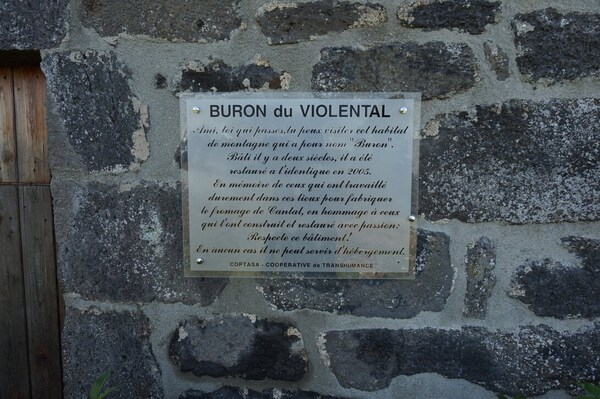 BURON du VIOLENTAL
Ami, toi qui passes, tu peux visiter cet habitat
de montagne qui a pour nom "Buron".
Bâti il y a deux siècles, il a été
restauré a l'identique en 2005.
En mémoire de ceux qui ont travaillé
durement dans ces lieux pour fabriquer
le fromage de Cantal, en hommage à ceux
qui l'ont construit et restauré avec passion:
Respecte ce bâtiment!
En aucun cas il ne peut servir d'hébergement.
COPTASA - COOPERATIVE de TRANSHUMANCE